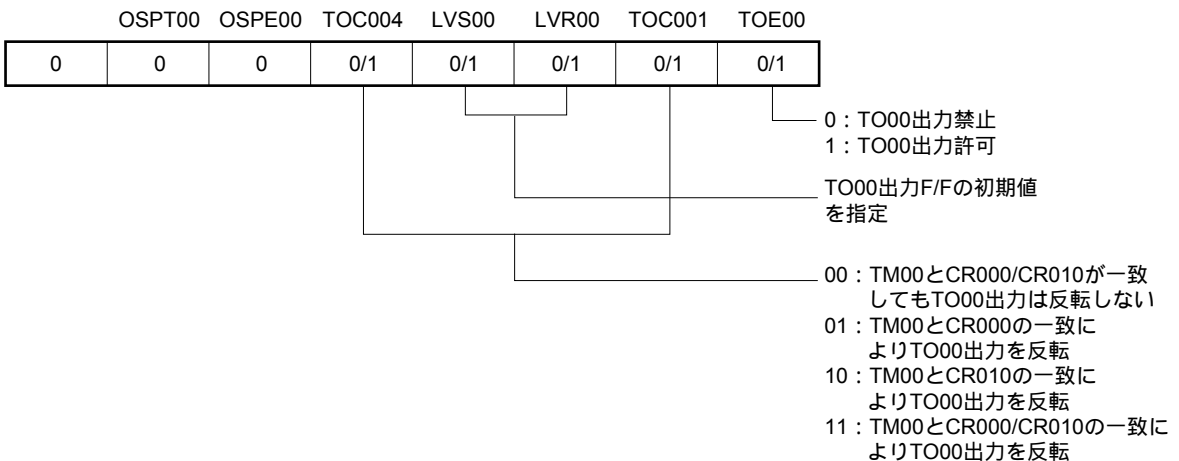 OSPT00 OSPE00 TOC004 LVS00 LVR00 TOC001 TOE00
0 0 0 0/1 0/1 0/1 0/1 0/1
0：TO00出力禁止
1：TO00出力許可
TO00出力F/Fの初期値
を指定
00：TM00とCR000/CR010が一致
してもTO00出力は反転しない
01：TM00とCR000の一致に
よりTO00出力を反転
10：TM00とCR010の一致に
よりTO00出力を反転
11：TM00とCR000/CR010の一致に
よりTO00出力を反転